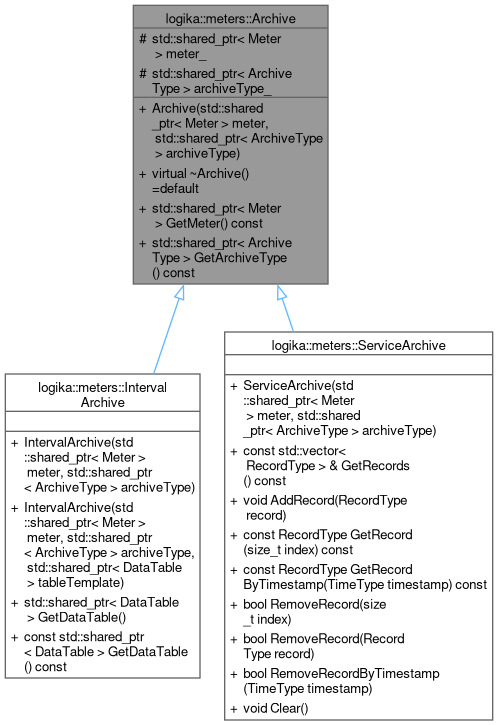 logika::meters::Archive
# std::shared_ptr< Meter
> meter_
# std::shared_ptr< Archive
Type > archiveType_
+ Archive(std::shared
_ptr< Meter > meter,
std::shared_ptr< ArchiveType
> archiveType)
+ virtual ~Archive()
=default
+ std::shared_ptr< Meter
> GetMeter() const
+ std::shared_ptr< Archive
Type > GetArchiveType
() const
logika::meters::Interval
Archive
+ IntervalArchive(std
::shared_ptr< Meter >
meter, std::shared_ptr
< ArchiveType > archiveType)
+ IntervalArchive(std
::shared_ptr< Meter >
meter, std::shared_ptr
< ArchiveType > archiveType,
std::shared_ptr< DataTable
> tableTemplate)
+ std::shared_ptr< DataTable
> GetDataTable()
+ const std::shared_ptr
< DataTable > GetDataTable
() const
logika::meters::ServiceArchive
+ ServiceArchive(std
::shared_ptr< Meter
> meter, std::shared
_ptr< ArchiveType > archiveType)
+ const std::vector<
RecordType > & GetRecords
() const
+ void AddRecord(RecordType
record)
+ const RecordType GetRecord
(size_t index) const
+ const RecordType GetRecord
ByTimestamp(TimeType timestamp) const
+ bool RemoveRecord(size
_t index)
+ bool RemoveRecord(Record
Type record)
+ bool RemoveRecordByTimestamp
(TimeType timestamp)
+ void Clear()